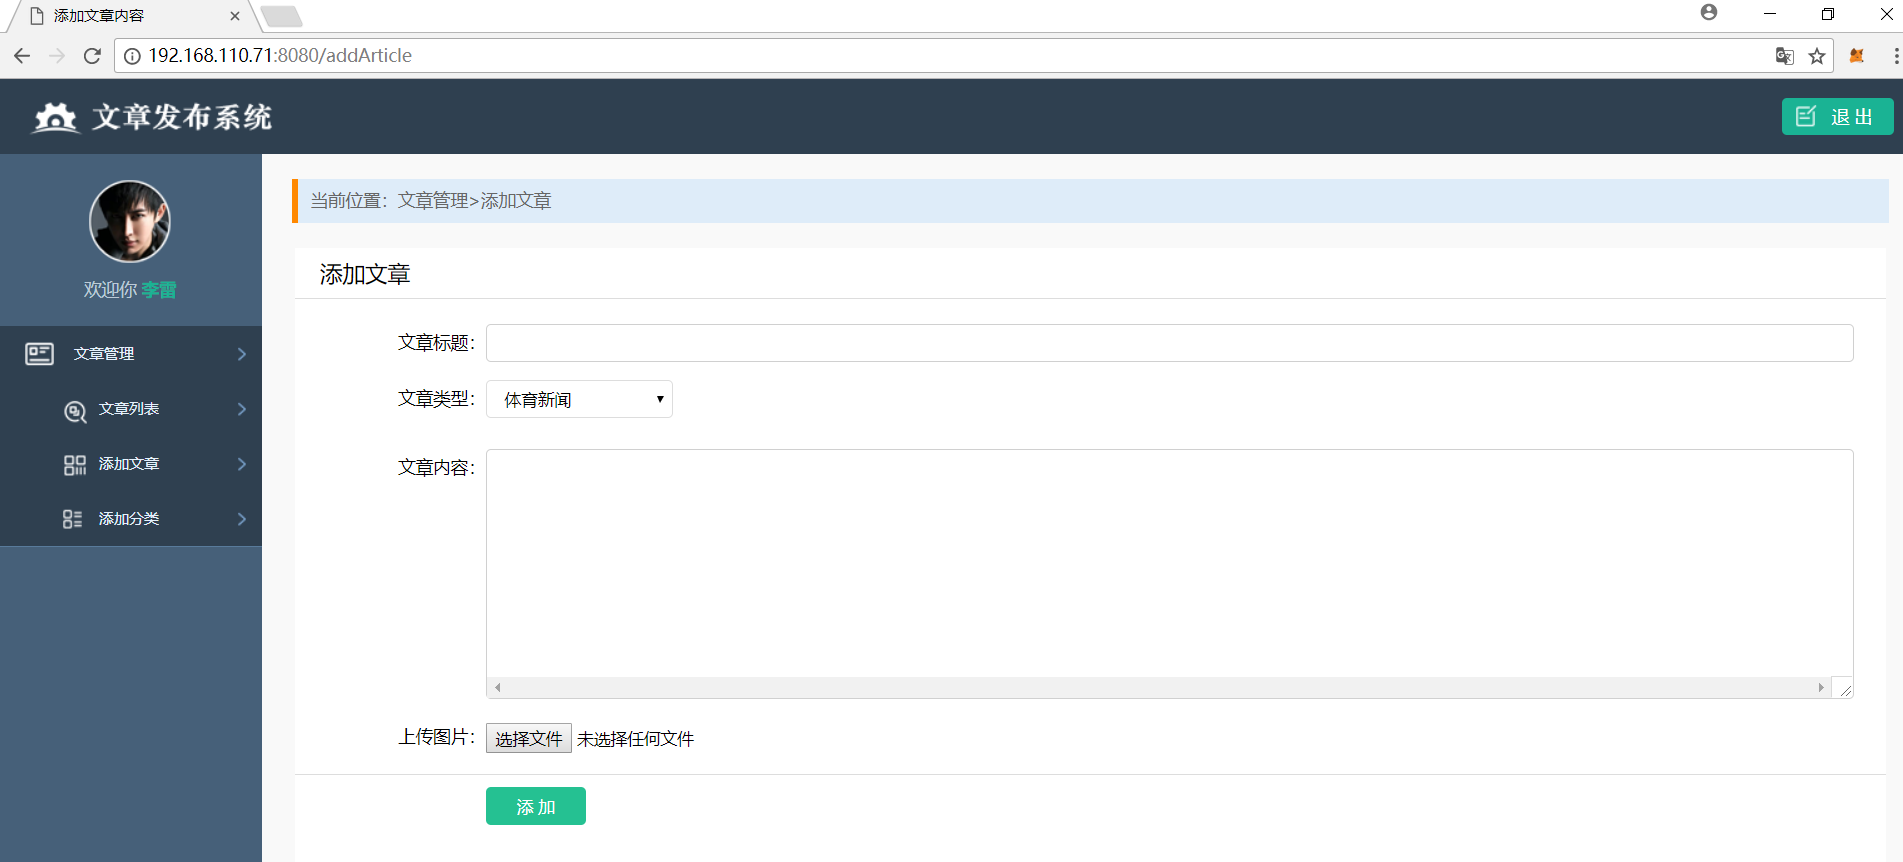 添加文章内容
192.168.110.71:8080/addArticle
文章发布系统
退 出
欢迎你 李雷
文章管理
文章列表
添加文章
添加分类
当前位置：文章管理>添加文章
添加文章
文章标题：
文章类型：
体育新闻
文章内容：
上传图片：
选择文件 未选择任何文件
添 加